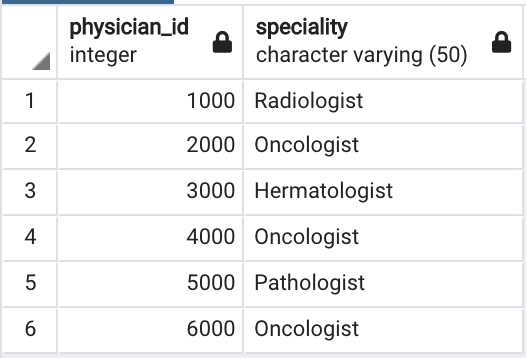 physician_id speciality
integer character varying (50)
1 1000 Radiologist
2 2000 Oncologist
3 3000 Hermatologist
4 4000 Oncologist
5 5000 Pathologist
6 6000 Oncologist